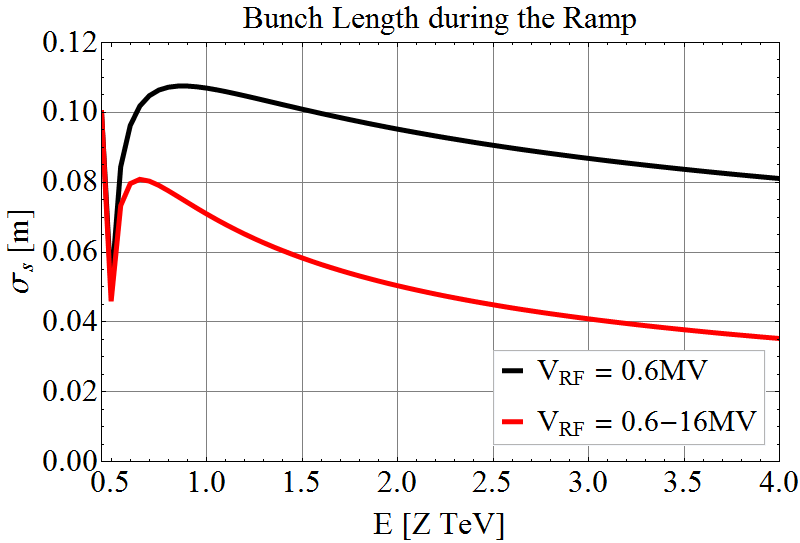 Bunch Length during the Ramp
0.12
0.10
0.08
0.06
0.04
0.02
0.00
σs [m]
VRF = 0.6MV
VRF = 0.6−16MV
0.5 1.0 1.5 2.0 2.5 3.0 3.5 4.0
E [Z TeV]